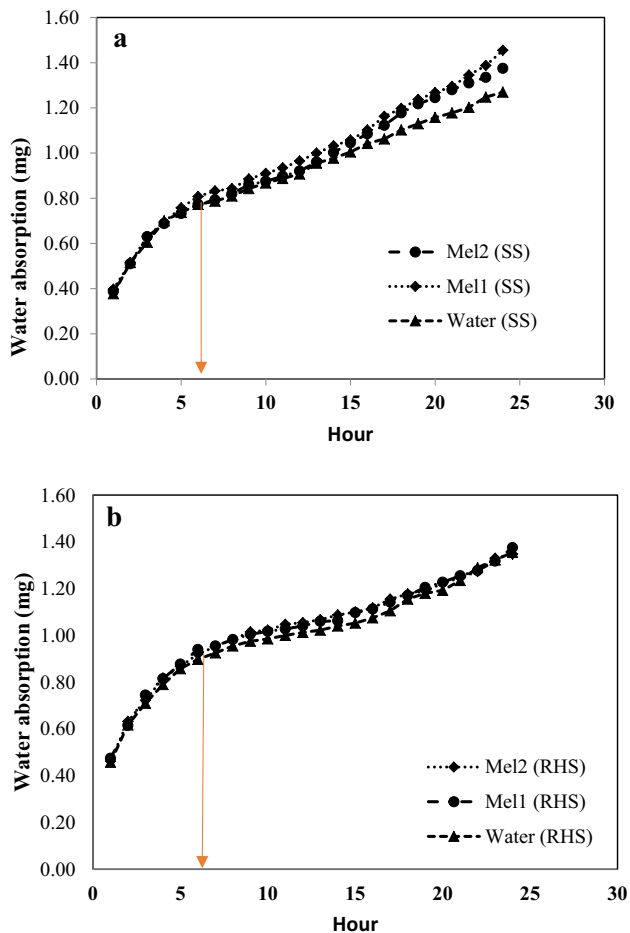 a
1.60
1.40
1.20
1.00
0.80
0.60
0.40
0.20
0.00
Water absorption (mg)
Mel2 (SS)
Mel1 (SS)
Water (SS)
0 5 10 15 20 25 30
Hour
b
1.60
1.40
1.20
1.00
0.80
0.60
0.40
0.20
0.00
Water absorption (mg)
Mel2 (RHS)
Mel1 (RHS)
Water (RHS)
0 5 10 15 20 25 30
Hour